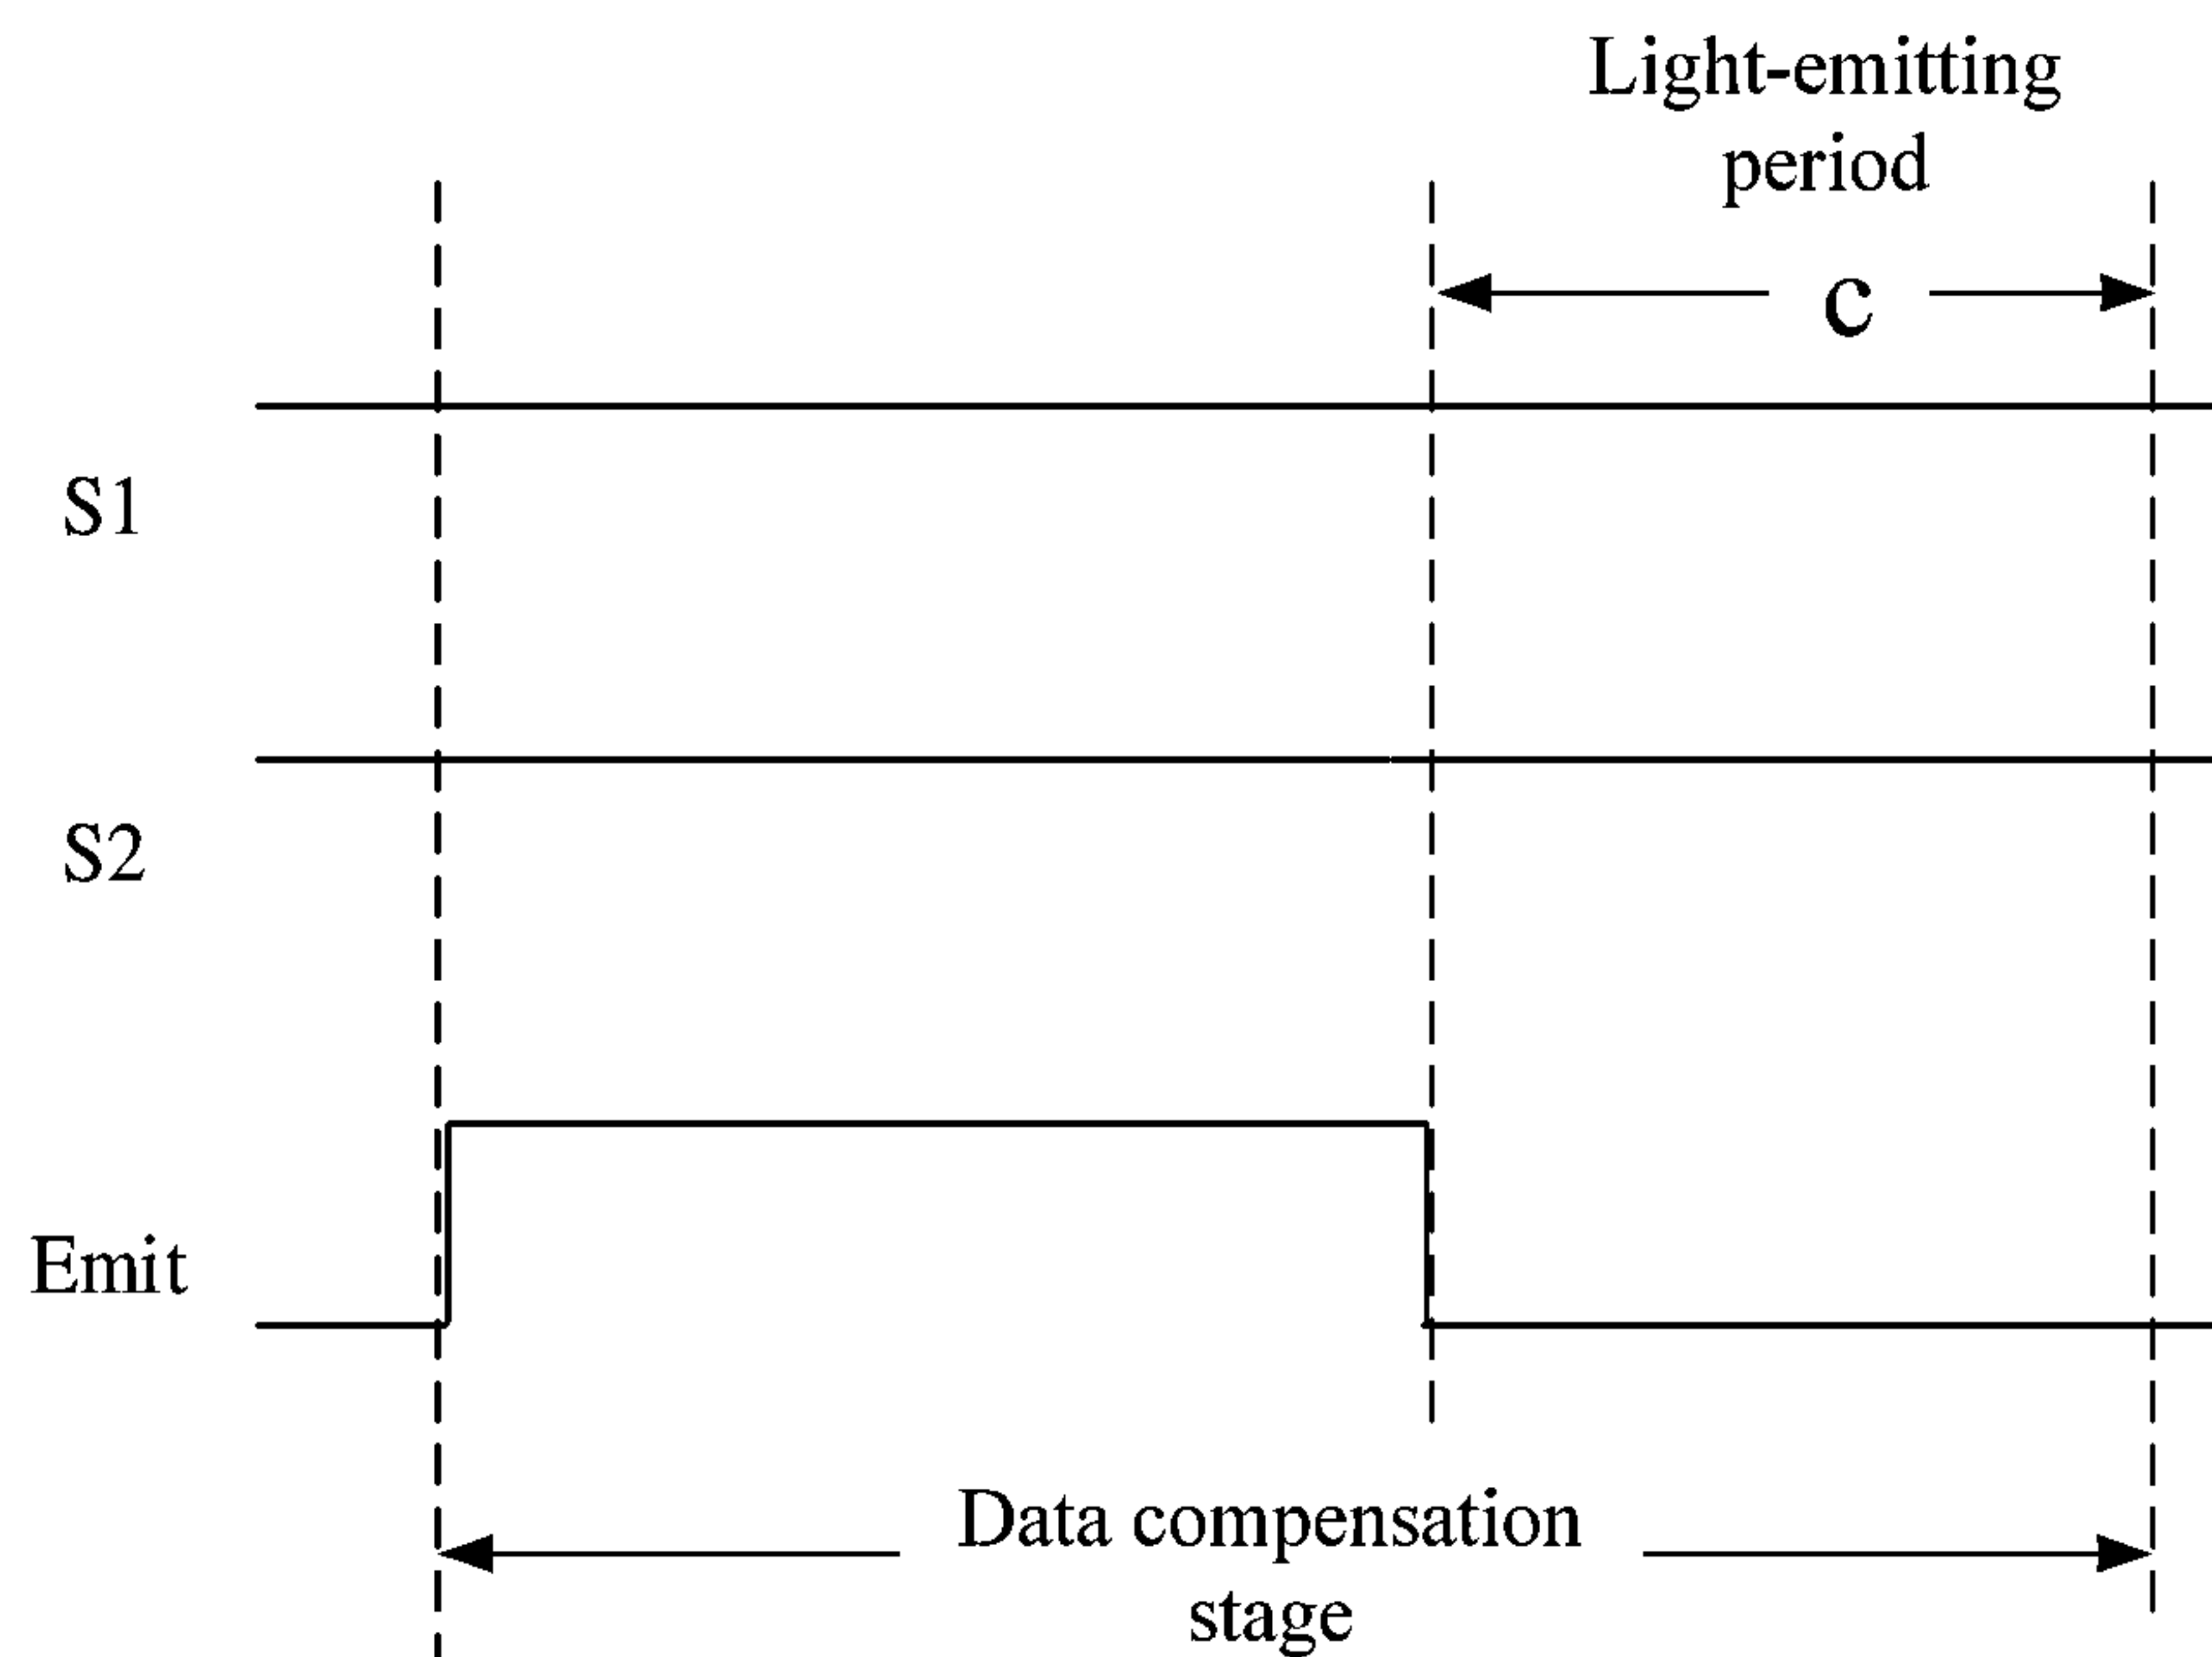 Light-emitting
period
c
S1
S2
Emit
Data compensation
stage